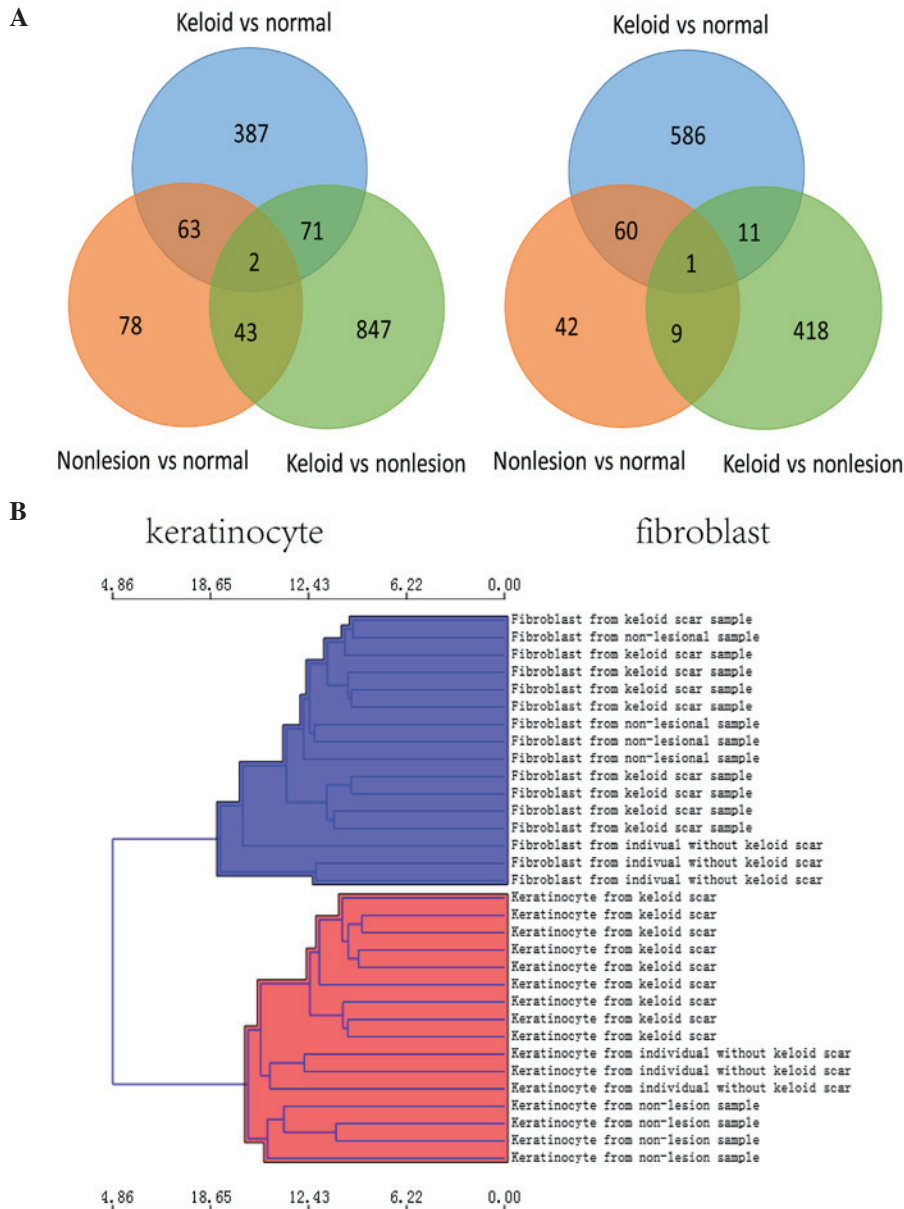 A
Keloid vs normal
Keloid vs normal
387
586
63
71
60
11
2
1
78
43
847
42
9
418
Nonlesion vs normal
Keloid vs nonlesion
Nonlesion vs normal
Keloid vs nonlesion
B
keratinocyte
fibroblast
4.86 18.65 12.43 6.22 0.00
Fibroblast from keloid scar sample
Fibroblast from non-lesional sample
Fibroblast from keloid scar sample
Fibroblast from keloid scar sample
Fibroblast from keloid scar sample
Fibroblast from keloid scar sample
Fibroblast from non-lesional sample
Fibroblast from non-lesional sample
Fibroblast from non-lesional sample
Fibroblast from keloid scar sample
Fibroblast from keloid scar sample
Fibroblast from keloid scar sample
Fibroblast from keloid scar sample
Fibroblast from indivual without keloid scar
Fibroblast from indivual without keloid scar
Fibroblast from indivual without keloid scar
Keratinocyte from keloid scar
Keratinocyte from keloid scar
Keratinocyte from keloid scar
Keratinocyte from keloid scar
Keratinocyte from keloid scar
Keratinocyte from keloid scar
Keratinocyte from keloid scar
Keratinocyte from keloid scar
Keratinocyte from keloid scar
Keratinocyte from individual without keloid scar
Keratinocyte from individual without keloid scar
Keratinocyte from individual without keloid scar
Keratinocyte from non-lesion sample
Keratinocyte from non-lesion sample
Keratinocyte from non-lesion sample
Keratinocyte from non-lesion sample
4.86 18.65 12.43 6.22 0.00